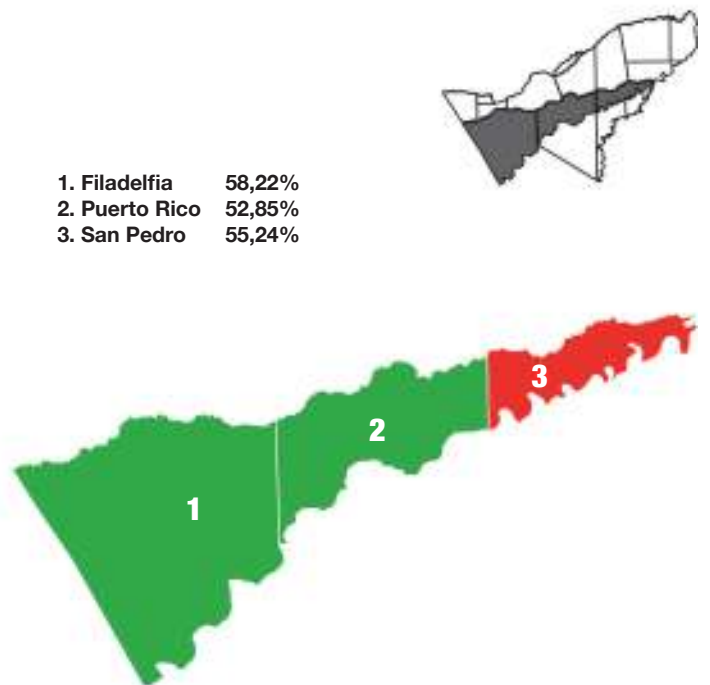 1. Filadelfia 58,22%
2. Puerto Rico 52,85%
3. San Pedro 55,24%
3
2
1